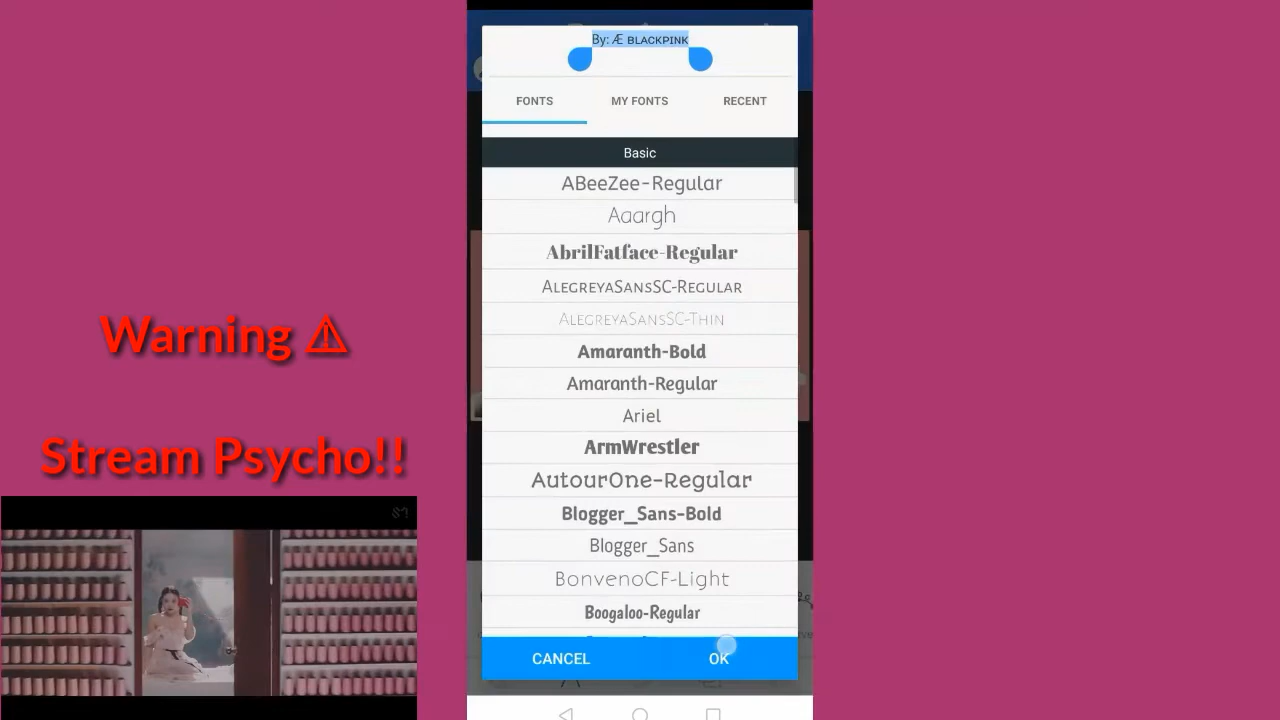 By: Æ ʙʟᴀᴄᴋᴘɪɴᴋ
FONTS
MY FONTS
RECENT
Basic
ABeeZee-Regular
Aaargh
AbrilFatface-Regular
AlegreyaSansSC-Regular
AlegreyaSansSC-Thin
Amaranth-Bold
Amaranth-Regular
Ariel
ArmWrestler
AutourOne-Regular
Blogger_Sans-Bold
Blogger_Sans
BonvenoCF-Light
Boogaloo-Regular
CANCEL
OK
Warning ⚠
Stream Psycho!!